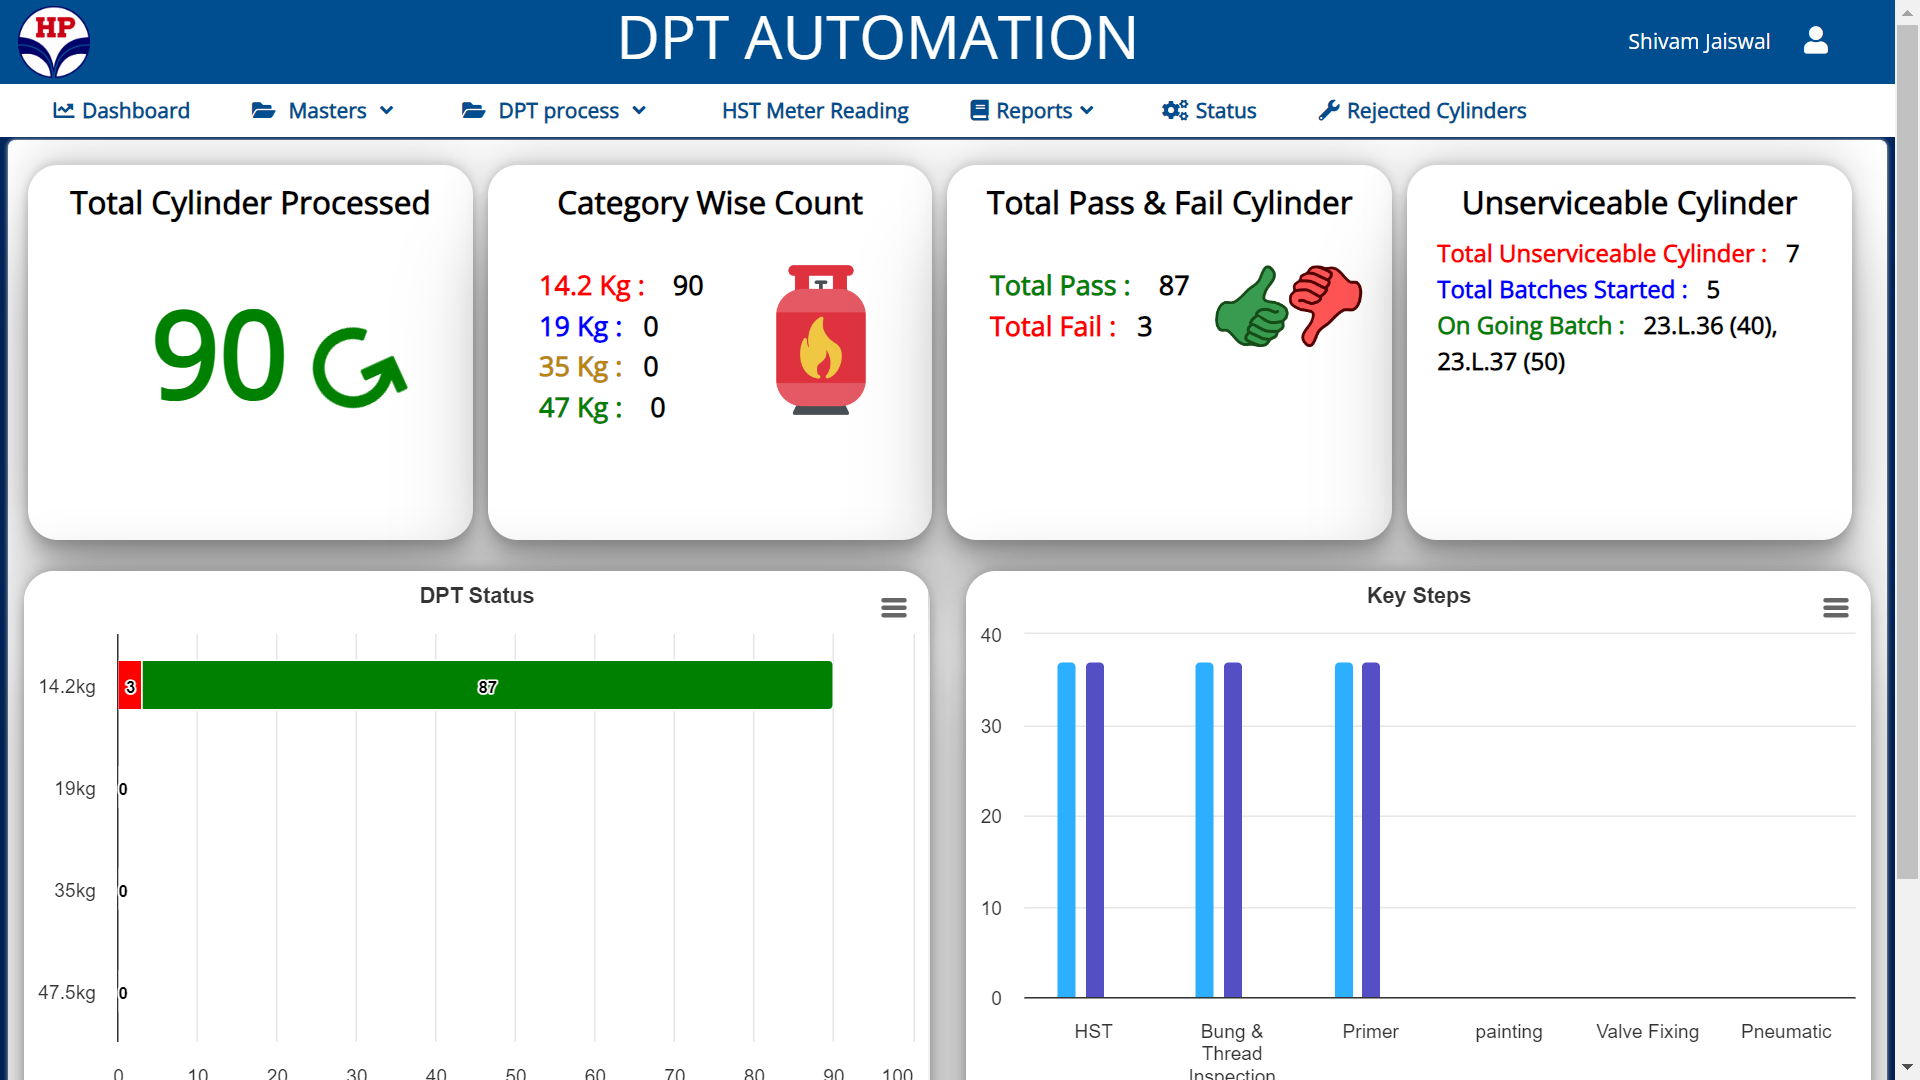 HP
DPT AUTOMATION
Shivam Jaiswal
Dashboard
Masters
DPT process
HST Meter Reading
Reports
Status
Rejected Cylinders
Total Cylinder Processed
90
Category Wise Count
14.2 Kg : 90
19 Kg : 0
35 Kg : 0
47 Kg : 0
Total Pass & Fail Cylinder
Total Pass : 87
Total Fail : 3
Unserviceable Cylinder
Total Unserviceable Cylinder : 7
Total Batches Started : 5
On Going Batch : 23.L.36 (40),
23.L.37 (50)
DPT Status
14.2kg 3 87
19kg 0
35kg 0
47.5kg 0
0 10 20 30 40 50 60 70 80 90 100
Key Steps
40
30
20
10
0
HST
Bung &
Thread
Inspection
Primer
painting
Valve Fixing
Pneumatic